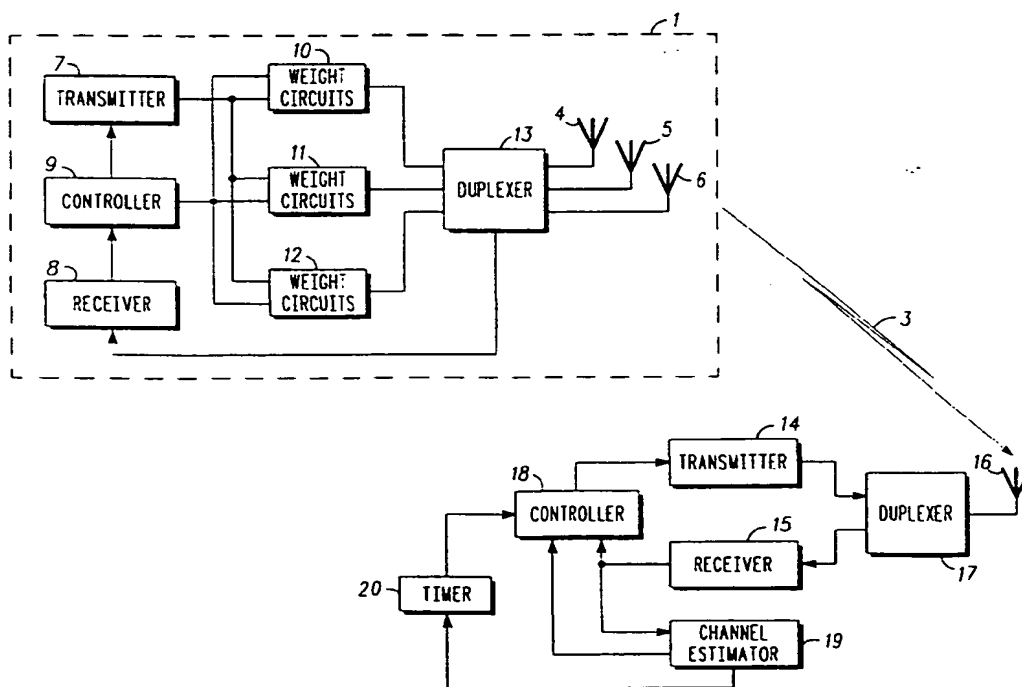 1
7
TRANSMITTER
10
WEIGHT
CIRCUITS
9
CONTROLLER
11
WEIGHT
CIRCUITS
13
DUPLEXER
4
5
6
8
RECEIVER
12
WEIGHT
CIRCUITS
3
14
TRANSMITTER
18
CONTROLLER
15
RECEIVER
16
DUPLEXER
17
20
TIMER
CHANNEL
ESTIMATOR
19